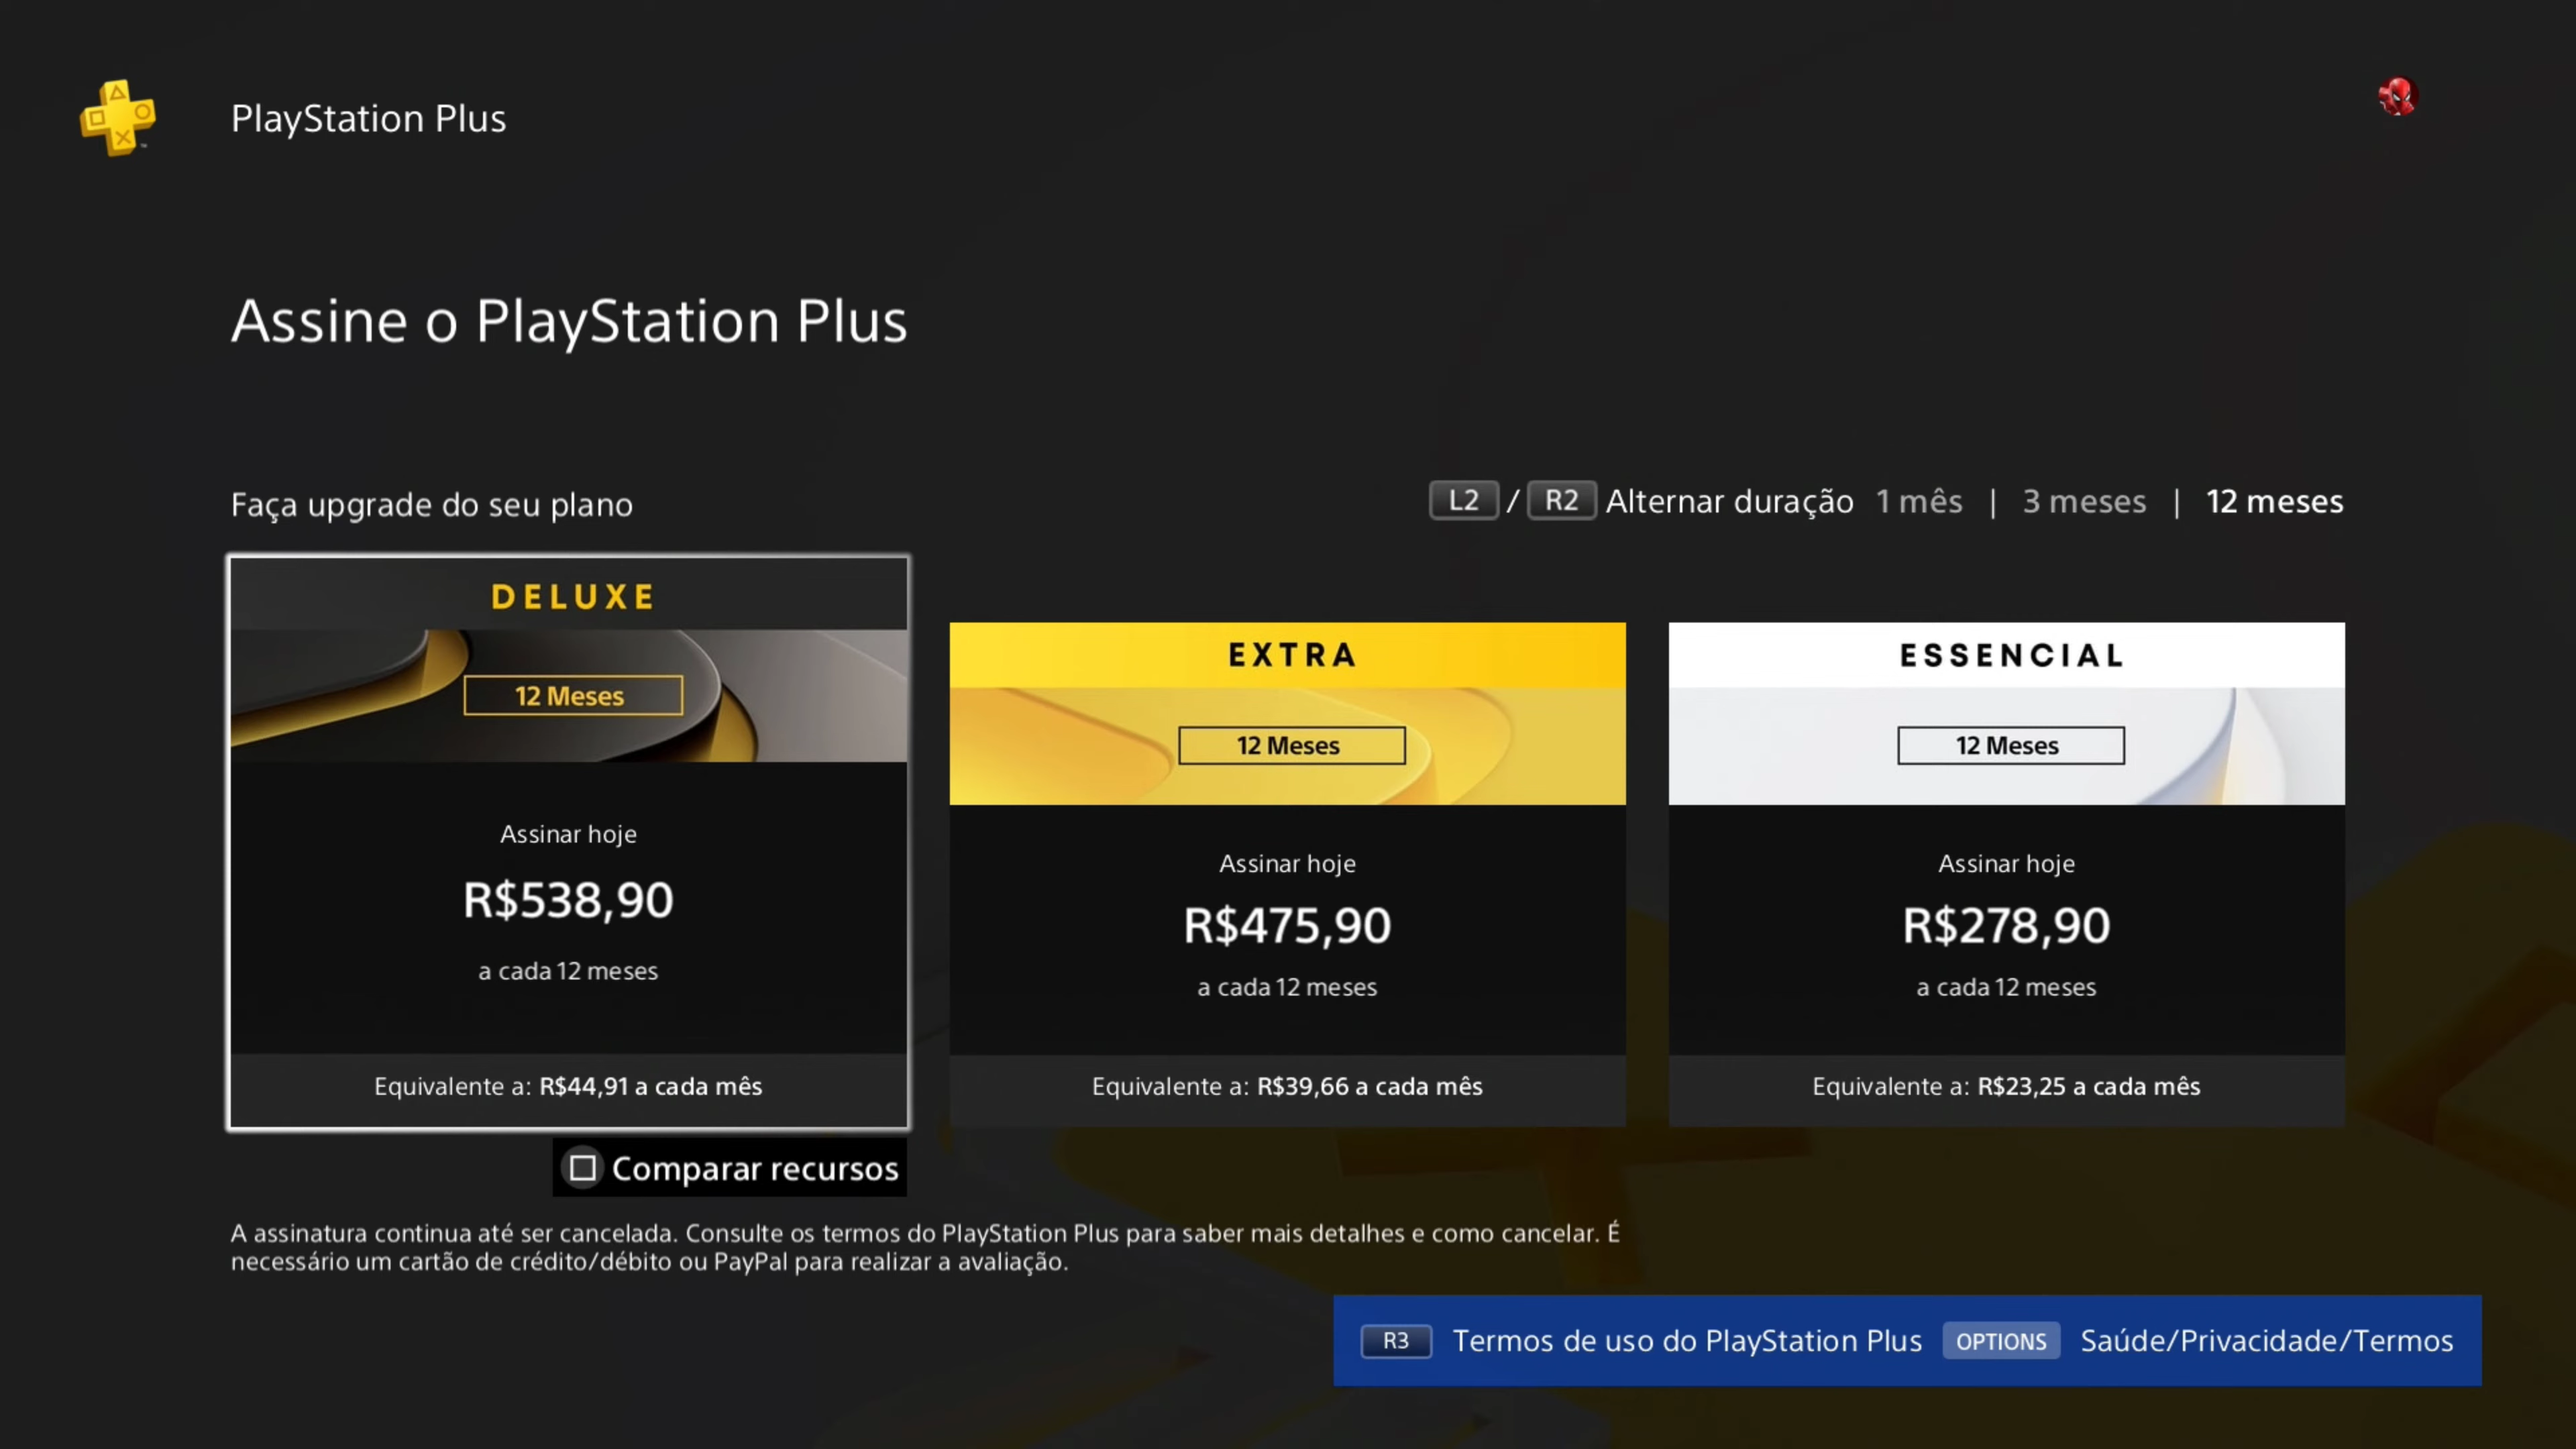 PlayStation Plus
Assine o PlayStation Plus
Faça upgrade do seu plano
L2 / R2 Alternar duração 1 mês | 3 meses | 12 meses
DELUXE
12 Meses
Assinar hoje
R$538,90
a cada 12 meses
Equivalente a: R$44,91 a cada mês
EXTRA
12 Meses
Assinar hoje
R$475,90
a cada 12 meses
Equivalente a: R$39,66 a cada mês
ESSENCIAL
12 Meses
Assinar hoje
R$278,90
a cada 12 meses
Equivalente a: R$23,25 a cada mês
Comparar recursos
A assinatura continua até ser cancelada. Consulte os termos do PlayStation Plus para saber mais detalhes e como cancelar. É
necessário um cartão de crédito/débito ou PayPal para realizar a avaliação.
R3 Termos de uso do PlayStation Plus OPTIONS Saúde/Privacidade/Termos